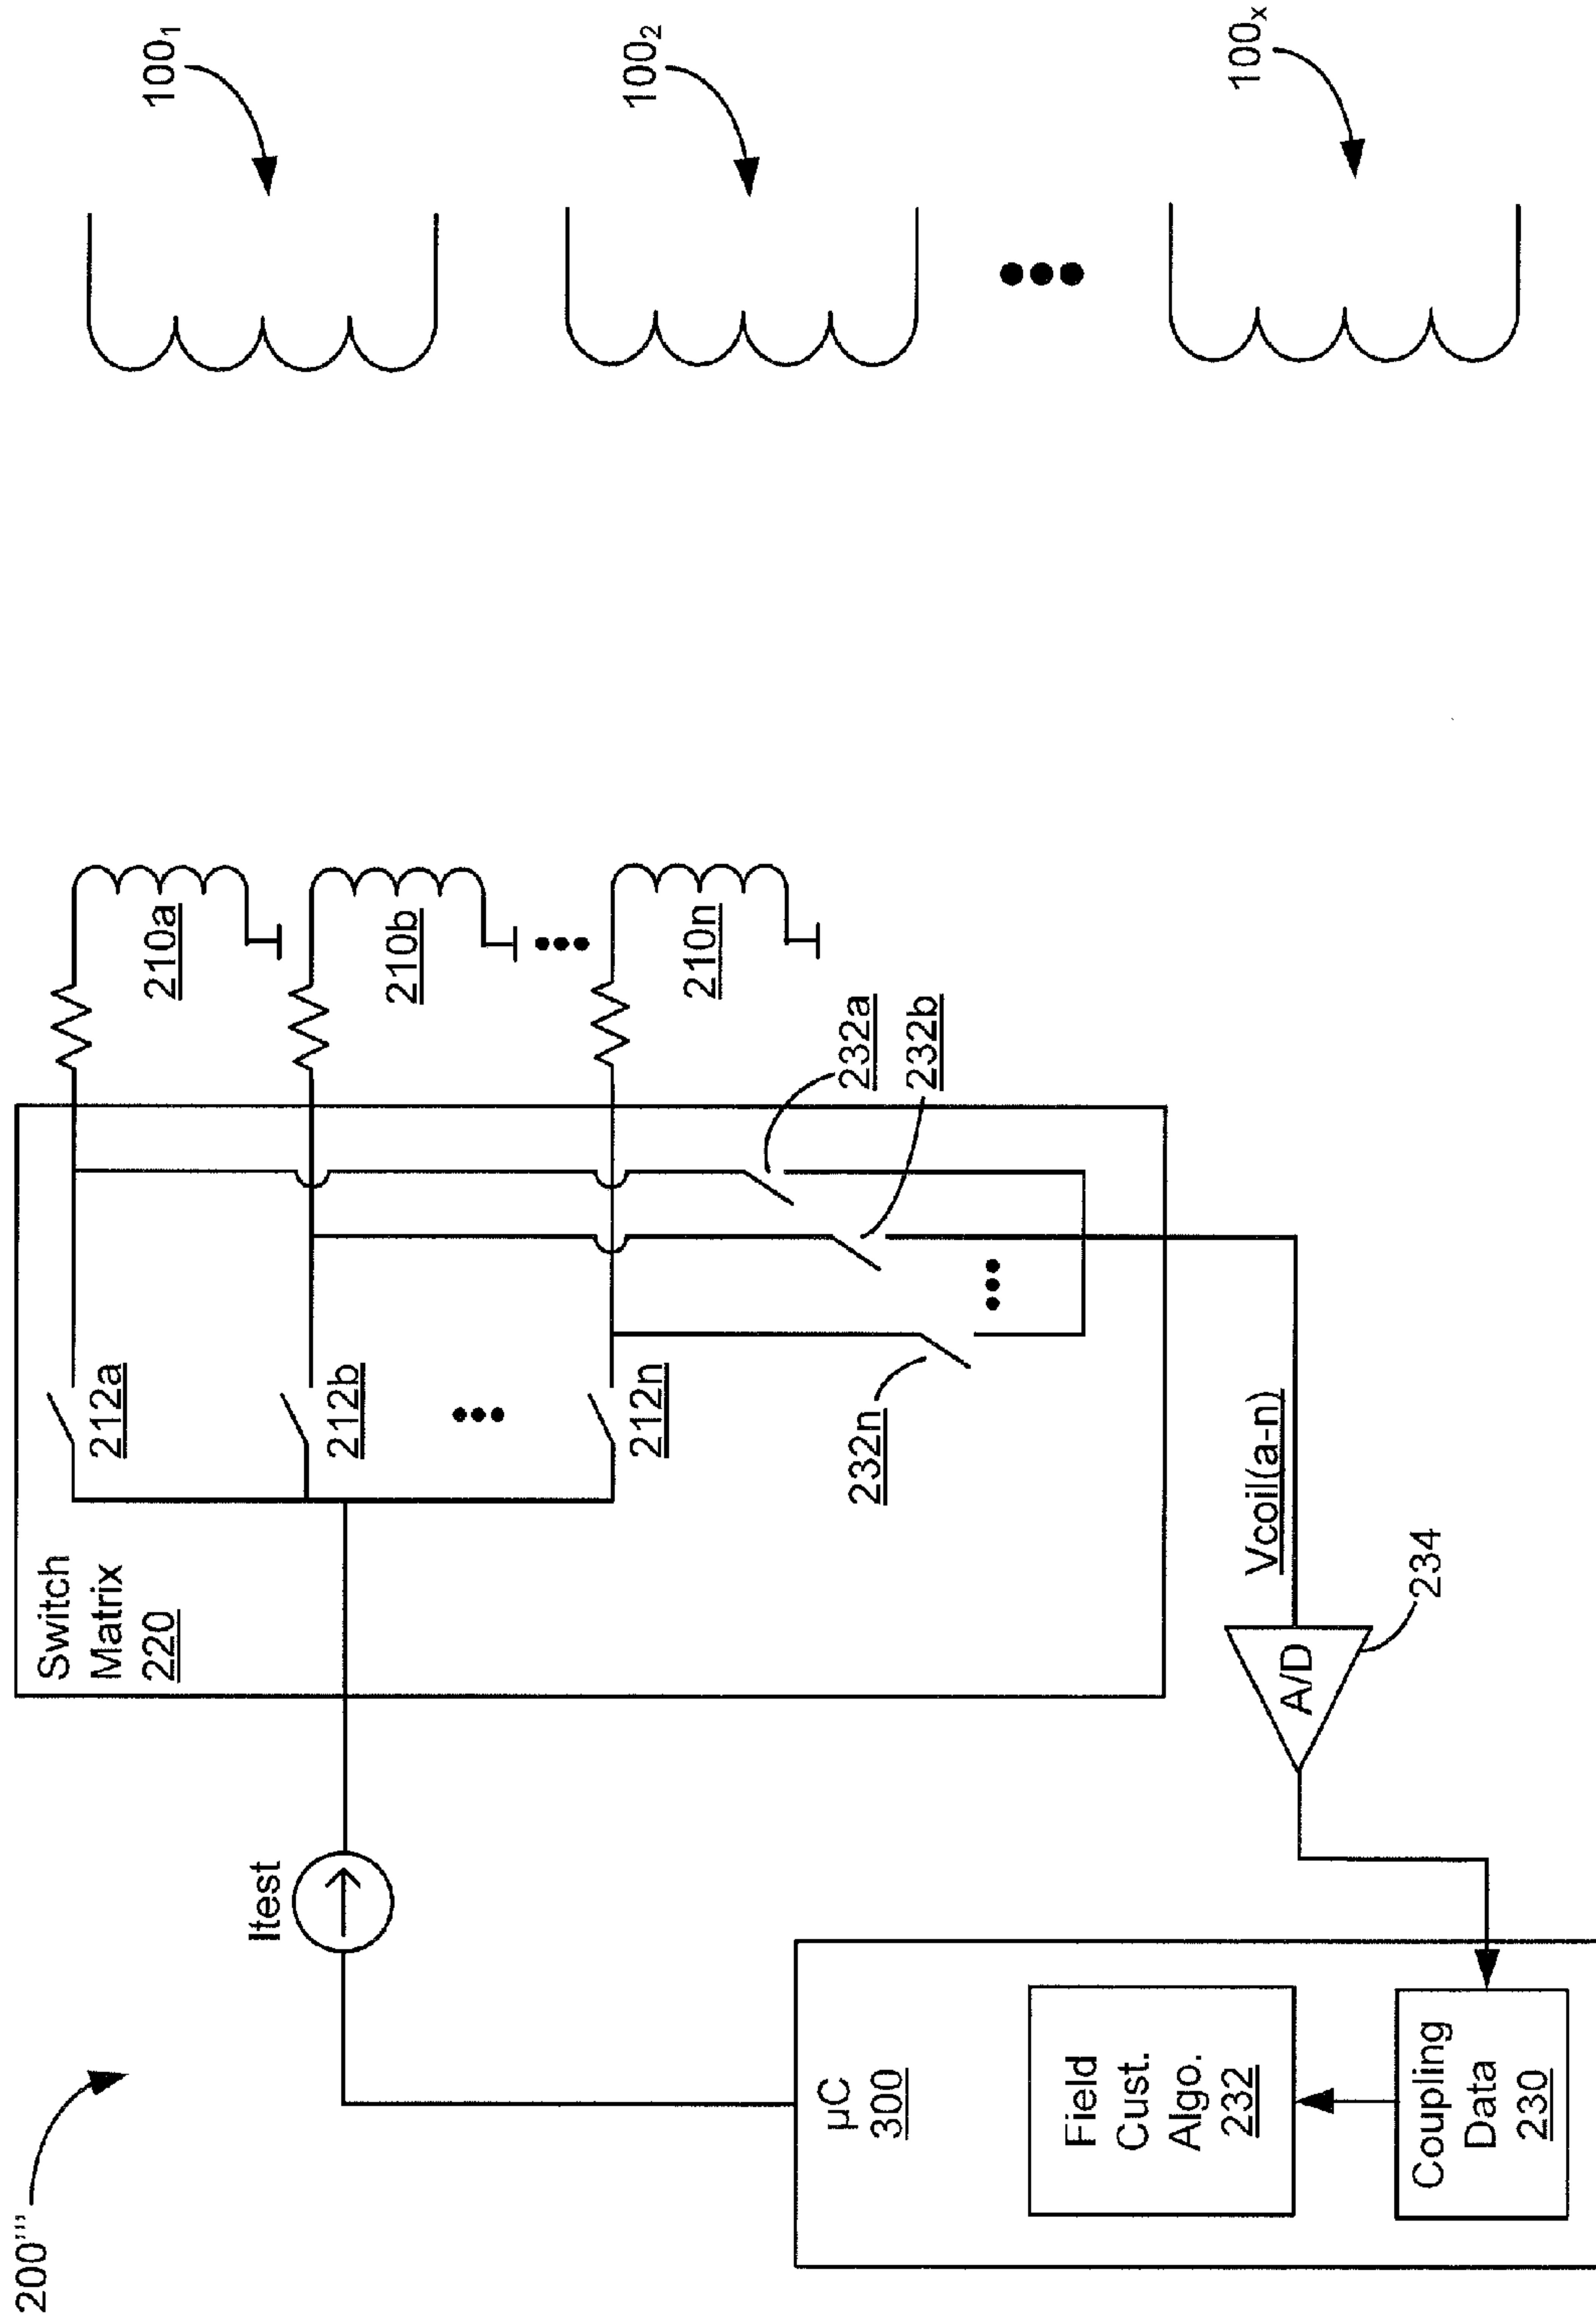 200'''
Itest
Switch
Matrix
220
212a
212b
212n
232n
210a
210b
210n
232a
232b
100₁
100₂
100ₓ
µC
300
Field
Cust.
Algo.
232
Coupling
Data
230
A/D
234
Vcoil(a-n)